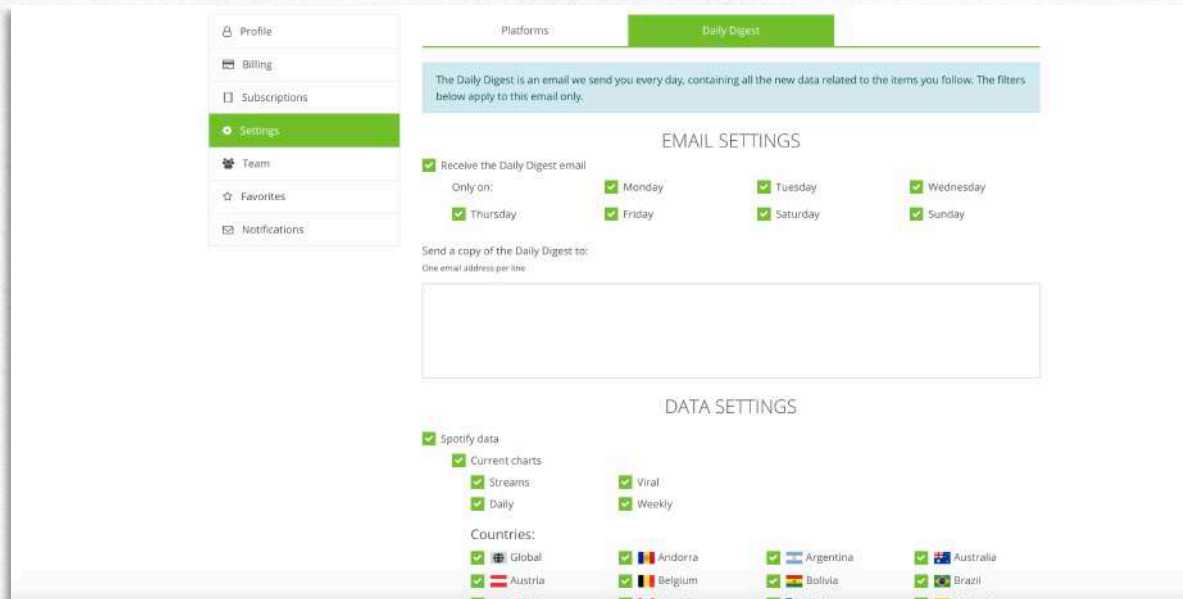 Profile
Billing
Subscriptions
Settings
Team
Favorites
Notifications
Platforms
Daily Digest
The Daily Digest is an email we send you every day, containing all the new data related to the items you follow. The filters
below apply to this email only.
EMAIL SETTINGS
Receive the Daily Digest email
Only on:
Monday
Tuesday
Wednesday
Thursday
Friday
Saturday
Sunday
Send a copy of the Daily Digest to:
One email address per line
DATA SETTINGS
Spotify data
Current charts
Streams
Viral
Daily
Weekly
Countries:
Global
Andorra
Argentina
Australia
Austria
Belgium
Bolivia
Brazil